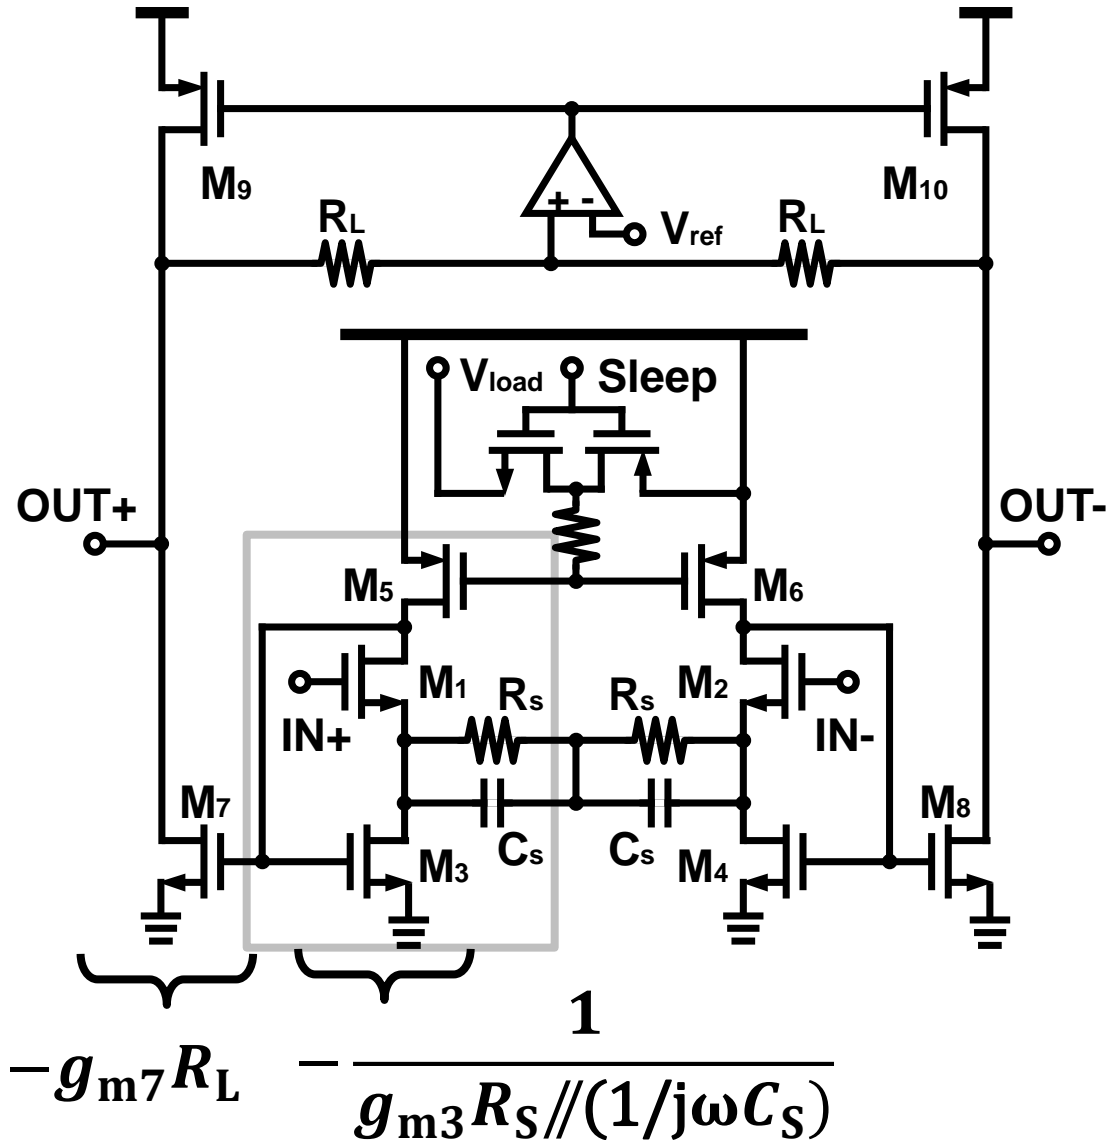 M9
M10
RL
+ -
RL
Vref
Vload
Sleep
OUT+
OUT-
M5
M6
M1
Rs
Rs
M2
IN+
IN-
M7
M8
Cs
Cs
M3
M4
−gm7RL
− 1
gm3RS//(1/jωCS)